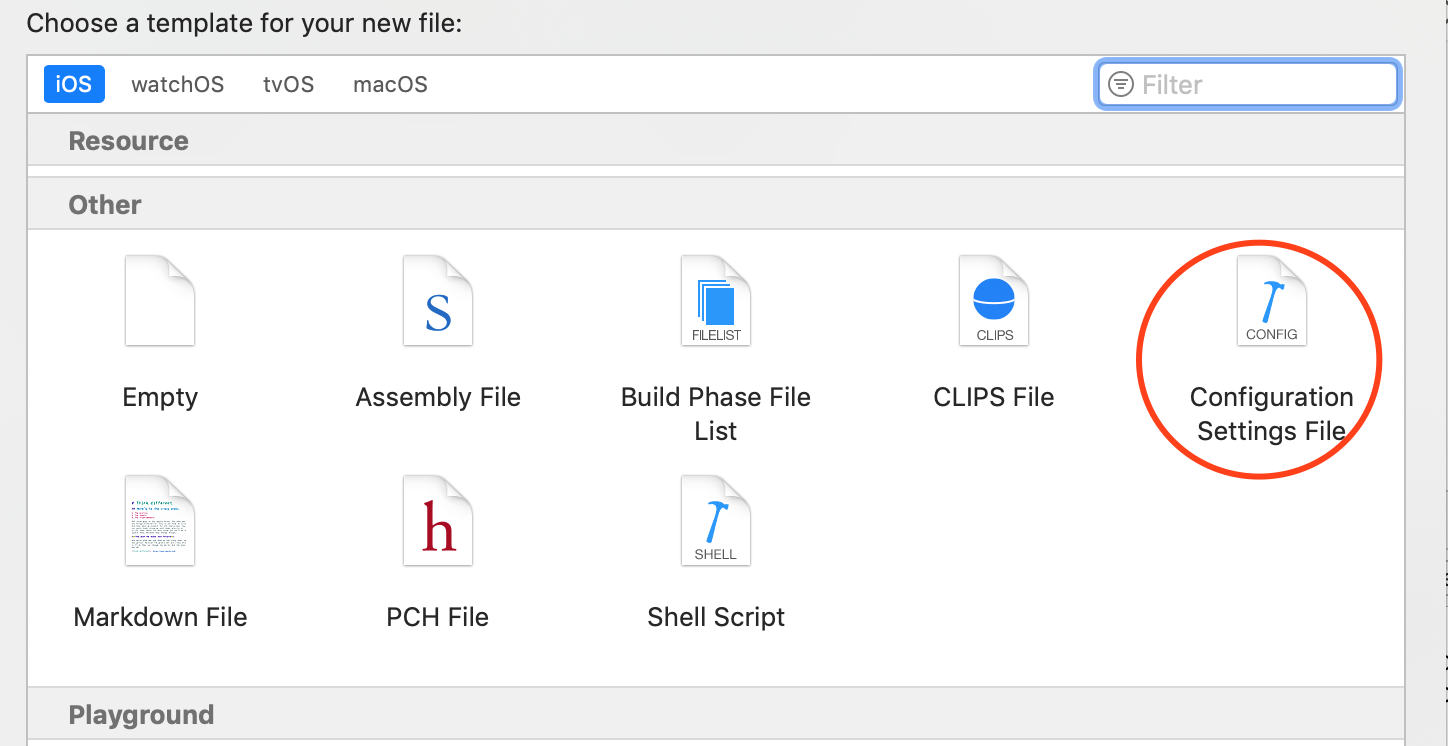 Choose a template for your new file:
iOS watchOS tvOS macOS Filter
Resource
Other
S FILELIST CLIPS CONFIG
Empty Assembly File Build Phase File List CLIPS File Configuration Settings File
h SHELL
Markdown File PCH File Shell Script
Playground